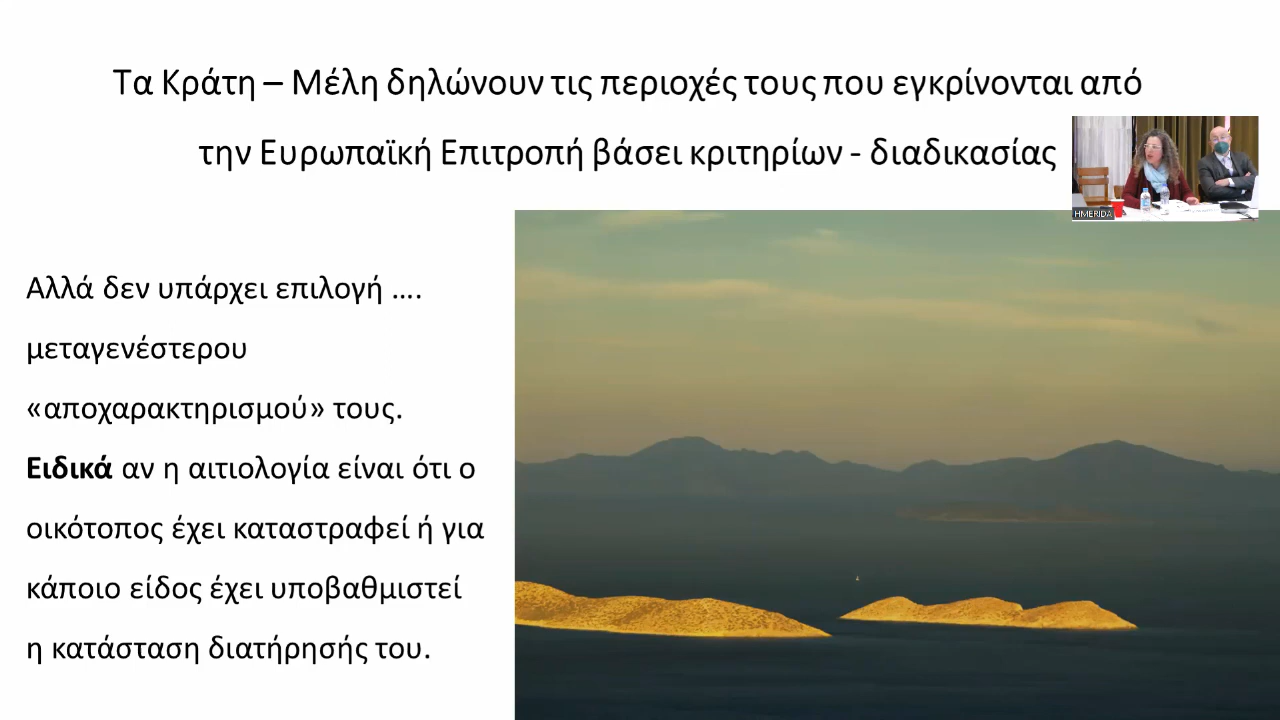 Τα Κράτη – Μέλη δηλώνουν τις περιοχές τους που εγκρίνονται από
την Ευρωπαϊκή Επιτροπή βάσει κριτηρίων - διαδικασίας
HMERIDA
Αλλά δεν υπάρχει επιλογή ....
μεταγενέστερου
«αποχαρακτηρισμού» τους.
Ειδικά αν η αιτιολογία είναι ότι ο
οικότοπος έχει καταστραφεί ή για
κάποιο είδος έχει υποβαθμιστεί
η κατάσταση διατήρησής του.